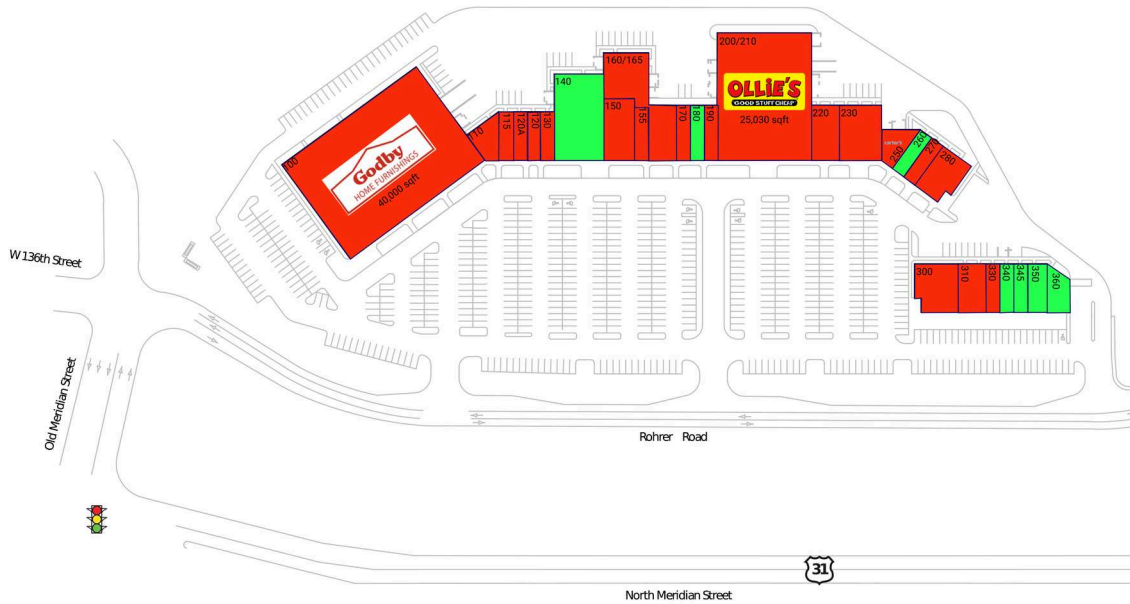 200/210
OLLIE'S
GOOD STUFF CHEAP
25,030 sqft
160/165
140
150
155
170
180
190
220
230
100
Godby
HOME FURNISHINGS
40,000 sqft
110
115
120A
120
130
carter's
250
260
270
280
300
310
330
340
345
350
360
W 136th Street
Old Meridian Street
Rohrer Road
31
North Meridian Street